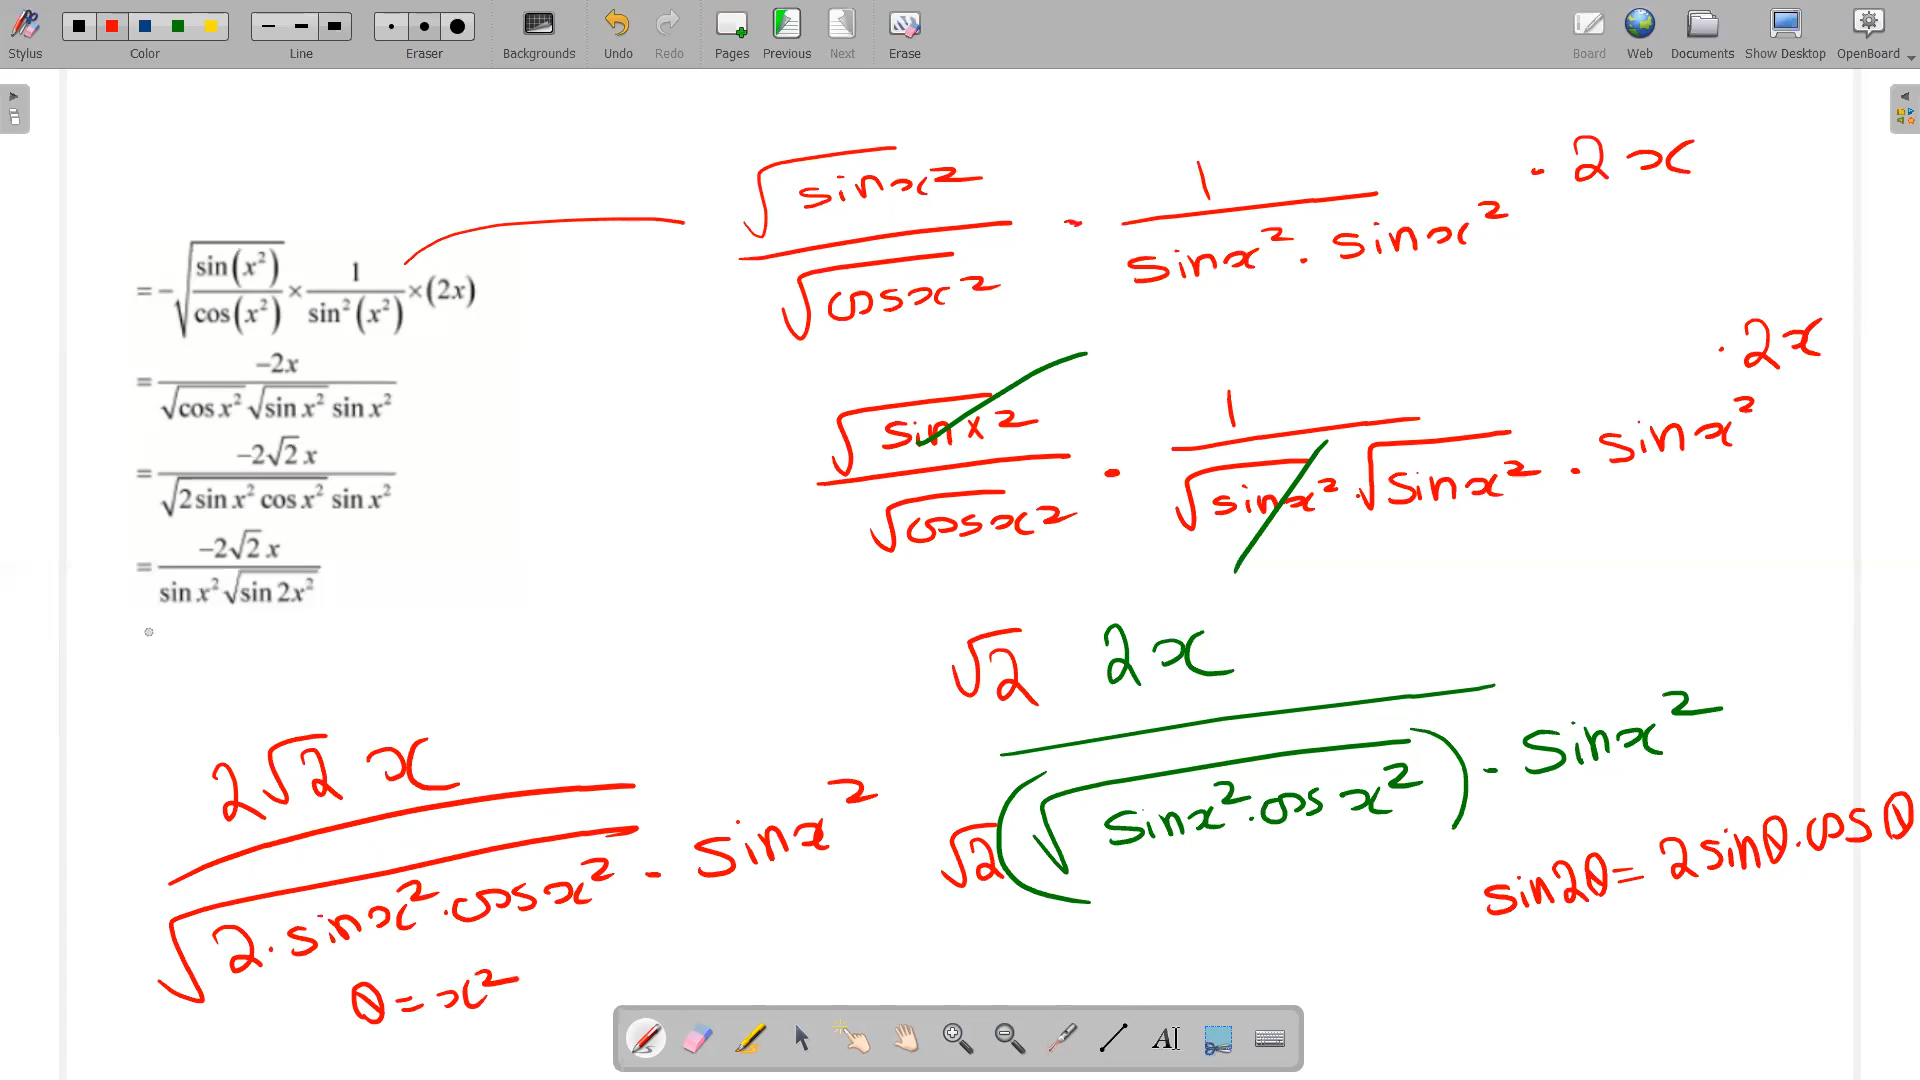 Stylus Color Line Eraser Backgrounds Undo Redo Pages Previous Next Erase Board Web Documents Show Desktop OpenBoard
= -√(sin(x²)/cos(x²)) × 1/sin²(x²) × (2x)
= -2x/(√cos x² √sin x² sin x²)
= -2√2 x/(√2 sin x² cos x² sin x²)
= -2√2 x/(sin x² √sin 2x²)
√sinx²/√cosx² · 1/(sinx² · sinx²) · 2x
√sinx²/√cosx² · 1/(√sinx² · √sinx² · sinx²) · 2x
√2 2x/(√2(√sinx² · cosx²) · sinx²)
2√2 x/(√2 · sinx² · cosx² · sinx²)
sin2θ = 2sinθ · cosθ
θ = x²
A